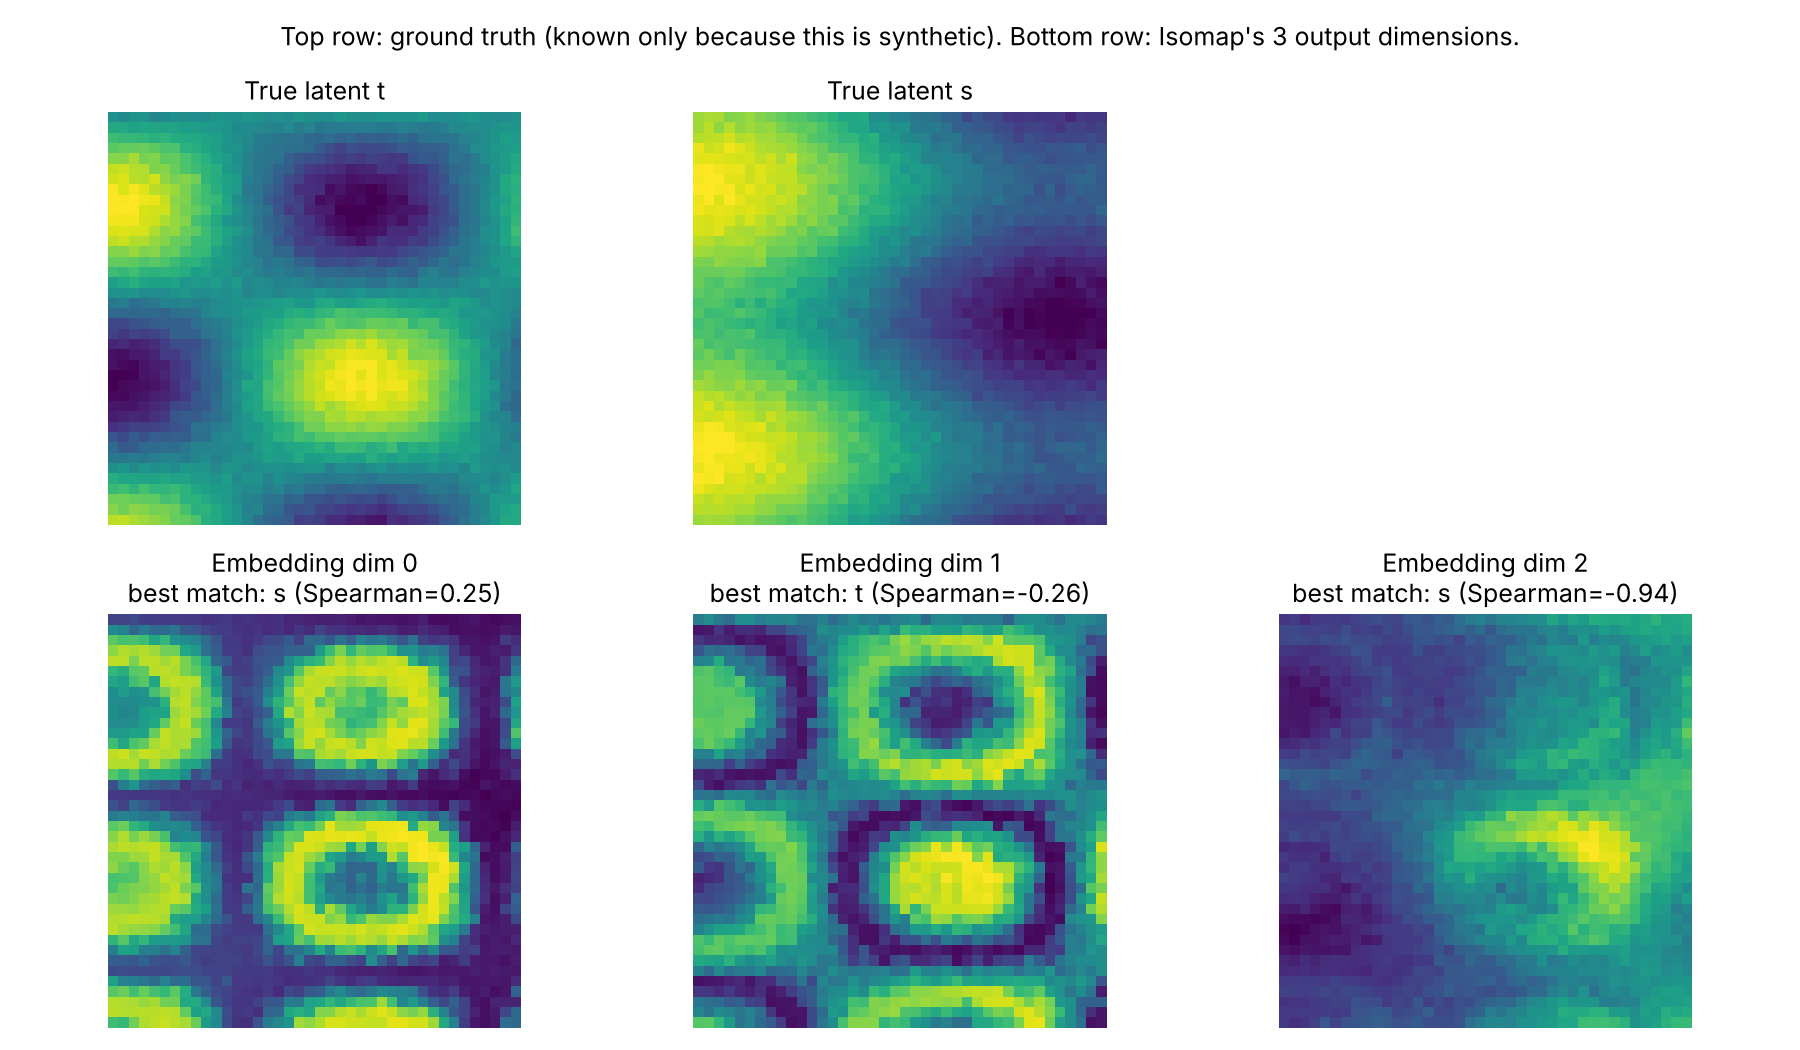 Top row: ground truth (known only because this is synthetic). Bottom row: Isomap's 3 output dimensions.
True latent t
True latent s
Embedding dim 0
best match: s (Spearman=0.25)
Embedding dim 1
best match: t (Spearman=-0.26)
Embedding dim 2
best match: s (Spearman=-0.94)